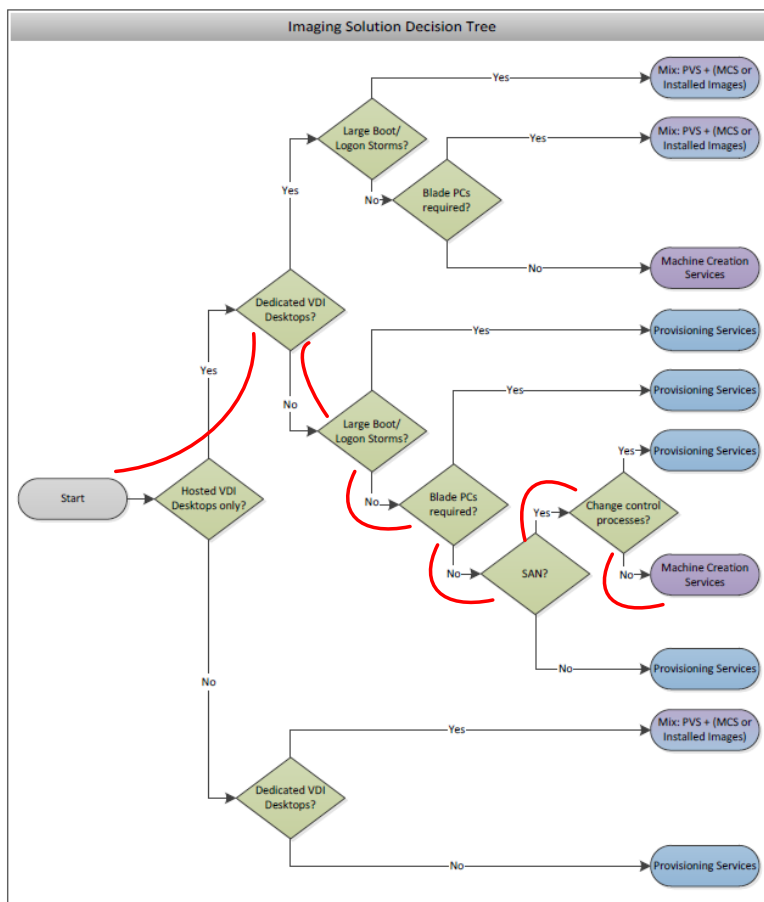 Imaging Solution Decision Tree
Yes
Mix: PVS + (MCS or
Installed Images)
Large Boot/
Logon Storms?
Yes
Mix: PVS + (MCS or
Installed Images)
Yes
No
Blade PCs
required?
No
Machine Creation
Services
Dedicated VDI
Desktops?
Yes
Provisioning Services
Yes
No
Large Boot/
Logon Storms?
Yes
Provisioning Services
Yes
Provisioning Services
Start
Hosted VDI
Desktops only?
No
Blade PCs
required?
Yes
Change control
processes?
No
SAN?
No
Machine Creation
Services
No
Provisioning Services
No
Yes
Mix: PVS + (MCS or
Installed Images)
Dedicated VDI
Desktops?
No
Provisioning Services